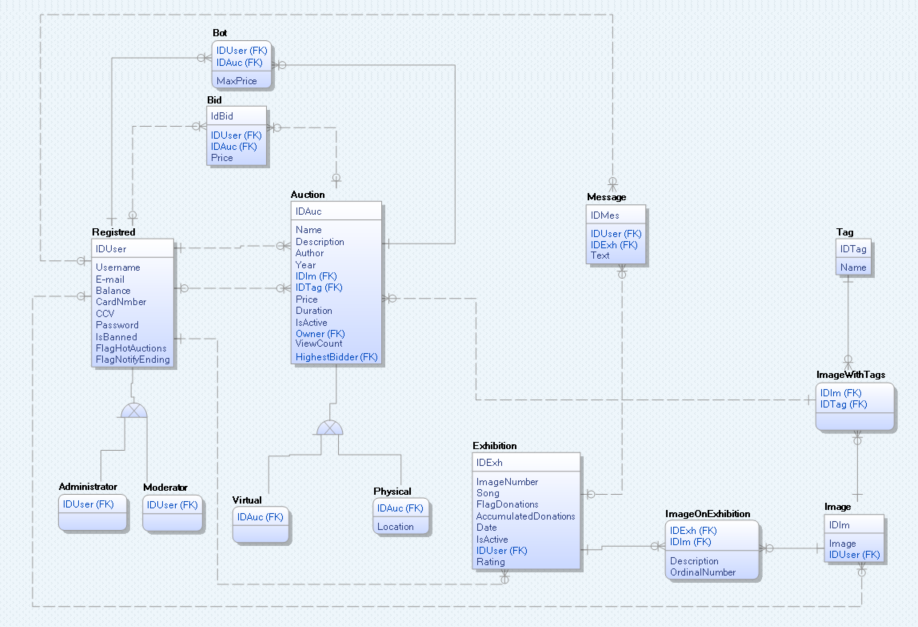 Bot
IDUser (FK)
IDAuc (FK)
MaxPrice
Bid
IdBid
IDUser (FK)
IDAuc (FK)
Price
Auction
IDAuc
Name
Description
Author
Year
IDIm (FK)
IDTag (FK)
Price
Duration
IsActive
Owner (FK)
ViewCount
HighestBidder (FK)
Message
IDMes
IDUser (FK)
IDExh (FK)
Text
Registred
IDUser
Username
E-mail
Balance
CardNmber
CCV
Password
IsBanned
FlagHotAuctions
FlagNotifyEnding
Tag
IDTag
Name
ImageWithTags
IDIm (FK)
IDTag (FK)
Administrator
IDUser (FK)
Moderator
IDUser (FK)
Virtual
IDAuc (FK)
Physical
IDAuc (FK)
Location
Exhibition
IDExh
ImageNumber
Song
FlagDonations
AccumulatedDonations
Date
IsActive
IDUser (FK)
Rating
ImageOnExhibition
IDExh (FK)
IDIm (FK)
Description
OrdinalNumber
Image
IDIm
Image
IDUser (FK)